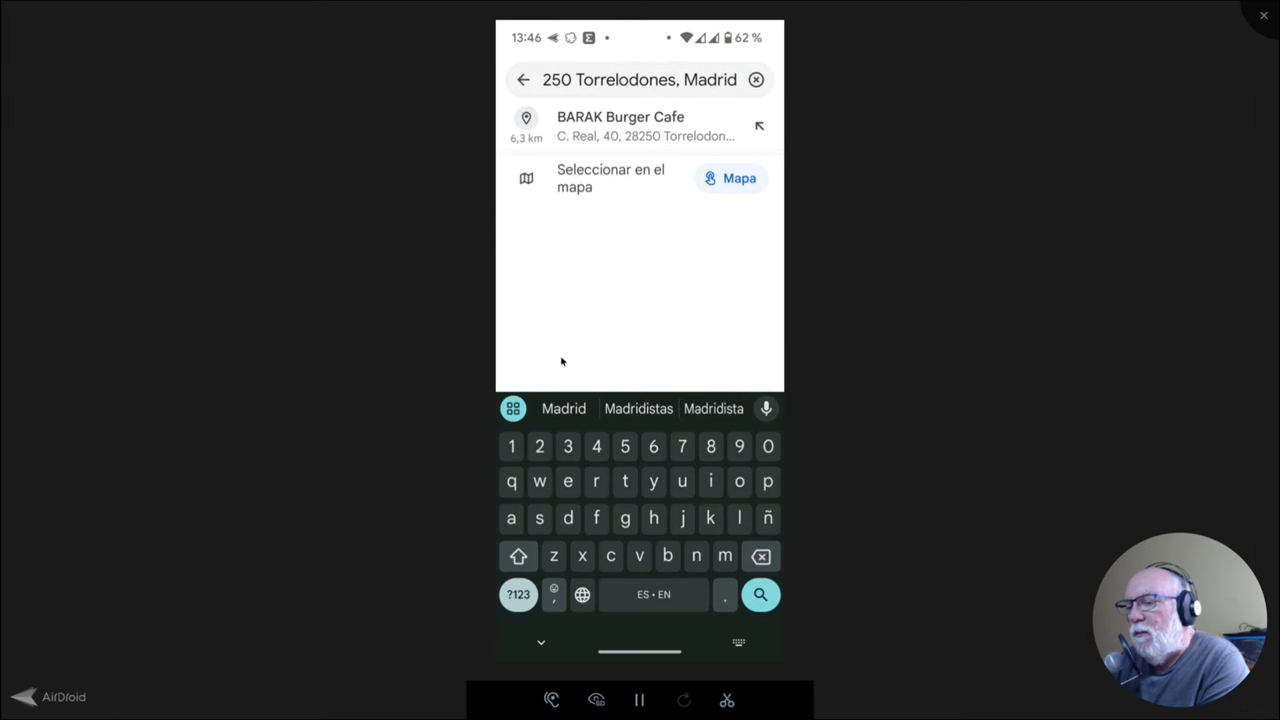 13:46 62 %
250 Torrelodones, Madrid
BARAK Burger Cafe
6,3 km C. Real, 40, 28250 Torrelodon...
Seleccionar en el
mapa
Mapa
Madrid Madridistas Madridista
1 2 3 4 5 6 7 8 9 0
q w e r t y u i o p
a s d f g h j k l ñ
z x c v b n m
?123 , ES • EN .
AirDroid